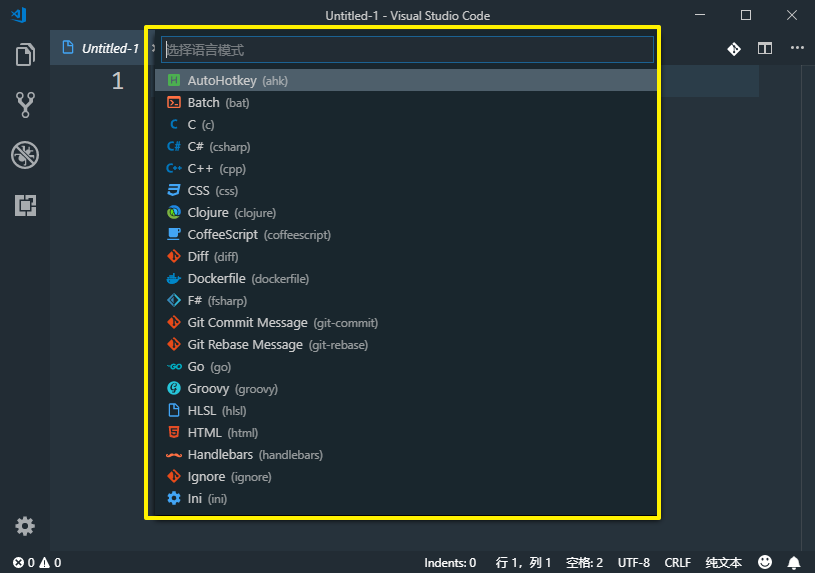 Untitled-1 - Visual Studio Code
Untitled-1
选择语言模式
1
AutoHotkey (ahk)
Batch (bat)
C (c)
C# (csharp)
C++ (cpp)
CSS (css)
Clojure (clojure)
CoffeeScript (coffeescript)
Diff (diff)
Dockerfile (dockerfile)
F# (fsharp)
Git Commit Message (git-commit)
Git Rebase Message (git-rebase)
Go (go)
Groovy (groovy)
HLSL (hlsl)
HTML (html)
Handlebars (handlebars)
Ignore (ignore)
Ini (ini)
0 0 Indents: 0 行 1，列 1 空格: 2 UTF-8 CRLF 纯文本